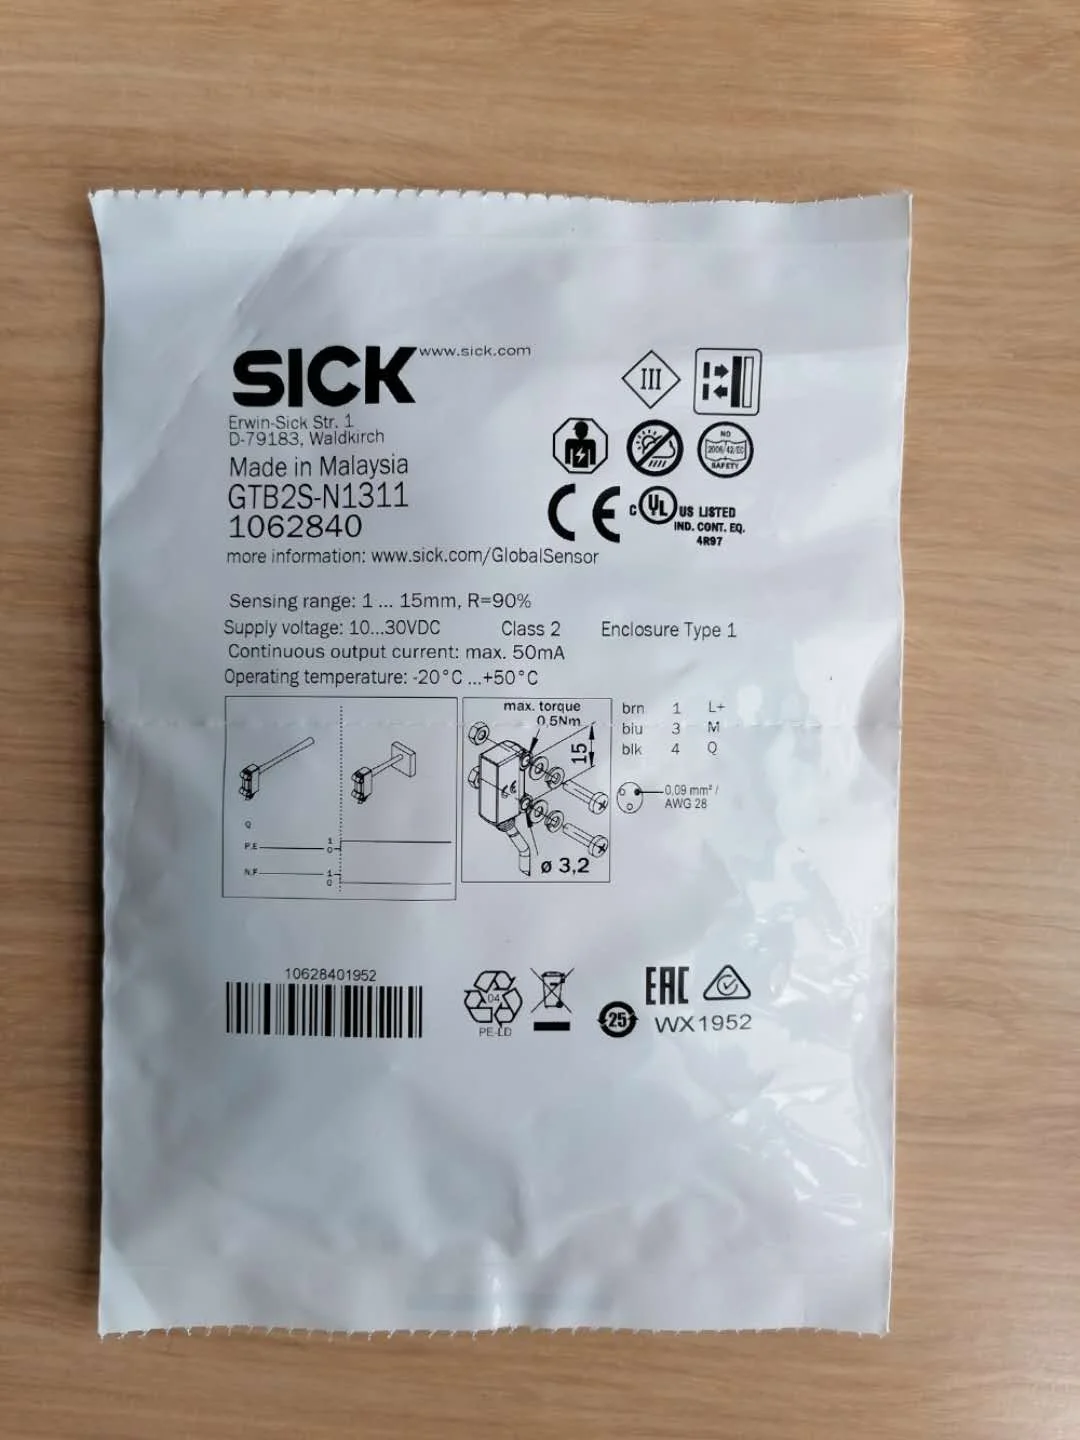 SICK www.sick.com
Erwin-Sick Str. 1
D-79183, Waldkirch
Made in Malaysia
GTB2S-N1311
1062840
more information: www.sick.com/GlobalSensor
III
NO
2006/42/EC
SAFETY
CE
C UL US LISTED
IND. CONT. EQ.
4R97
Sensing range: 1 ... 15mm, R=90%
Supply voltage: 10...30VDC Class 2 Enclosure Type 1
Continuous output current: max. 50mA
Operating temperature: -20°C ...+50°C
Q
P.E 1
0
N.F 1
0
max. torque
0,5Nm
15
CE
ø 3,2
brn 1 L+
blu 3 M
blk 4 Q
0,09 mm² /
AWG 28
10628401952
04
PE-LD
25
EAC
WX1952